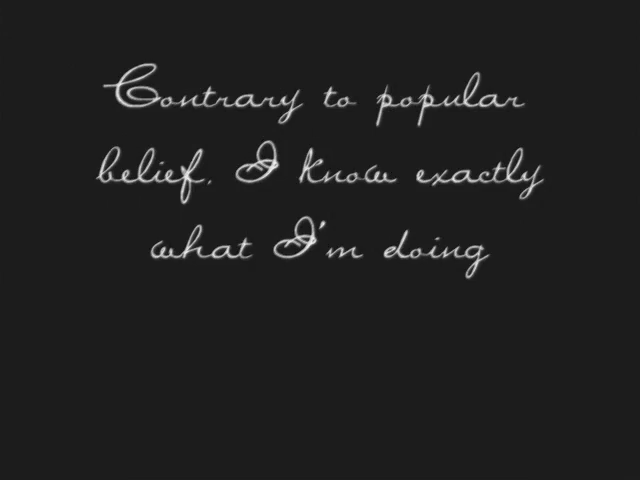 Contrary to popular
belief, I know exactly
what I'm doing